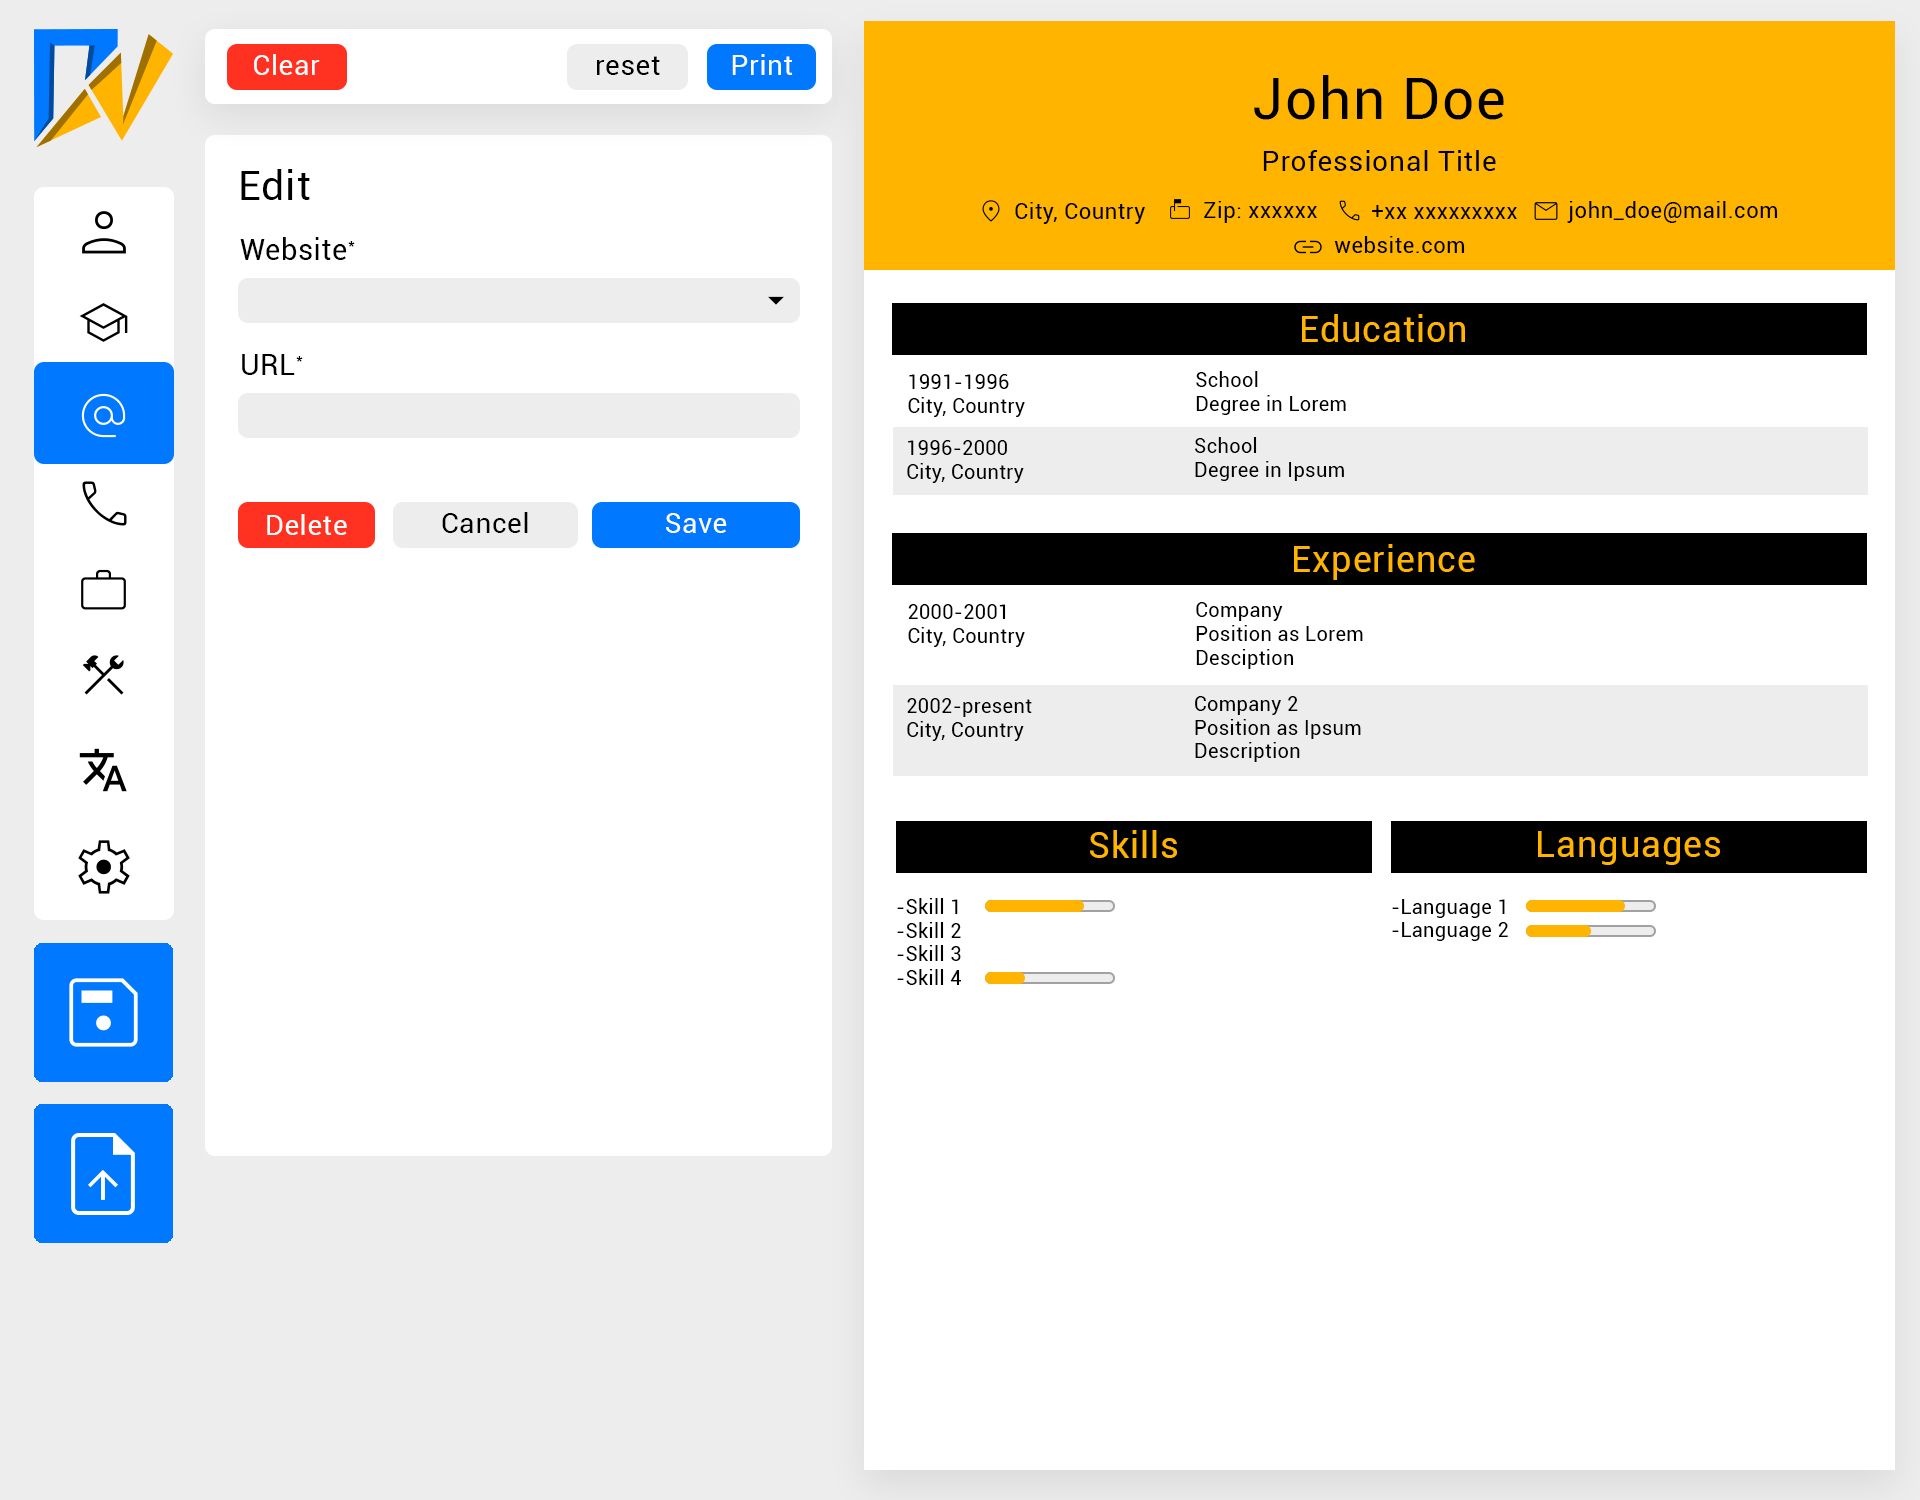 Clear
reset
Print
Edit
Website*
URL*
Delete
Cancel
Save
John Doe
Professional Title
City, Country Zip: xxxxxx +xx xxxxxxxxx john_doe@mail.com
website.com
Education
1991-1996 School
City, Country Degree in Lorem
1996-2000 School
City, Country Degree in Ipsum
Experience
2000-2001 Company
City, Country Position as Lorem
Desciption
2002-present Company 2
City, Country Position as Ipsum
Description
Skills
-Skill 1
-Skill 2
-Skill 3
-Skill 4
Languages
-Language 1
-Language 2